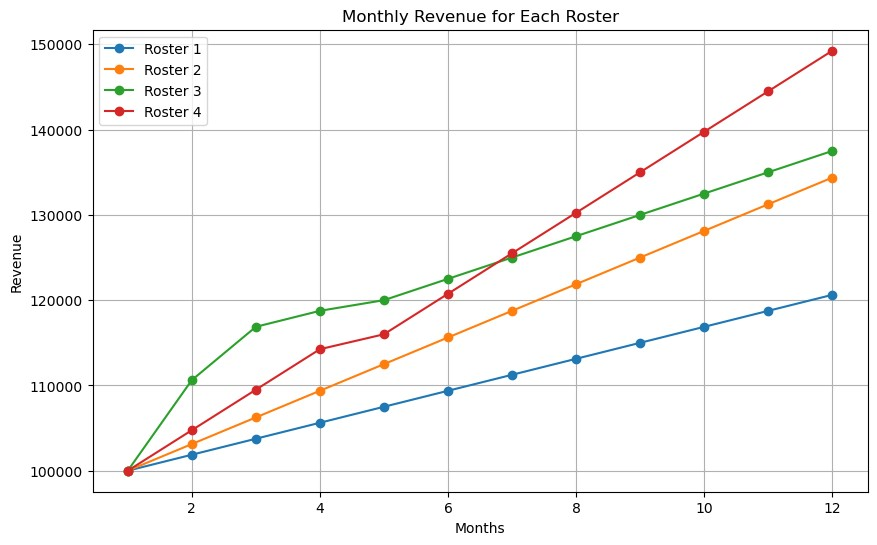 Monthly Revenue for Each Roster
150000
140000
130000
120000
110000
100000
Revenue
Roster 1
Roster 2
Roster 3
Roster 4
2 4 6 8 10 12
Months